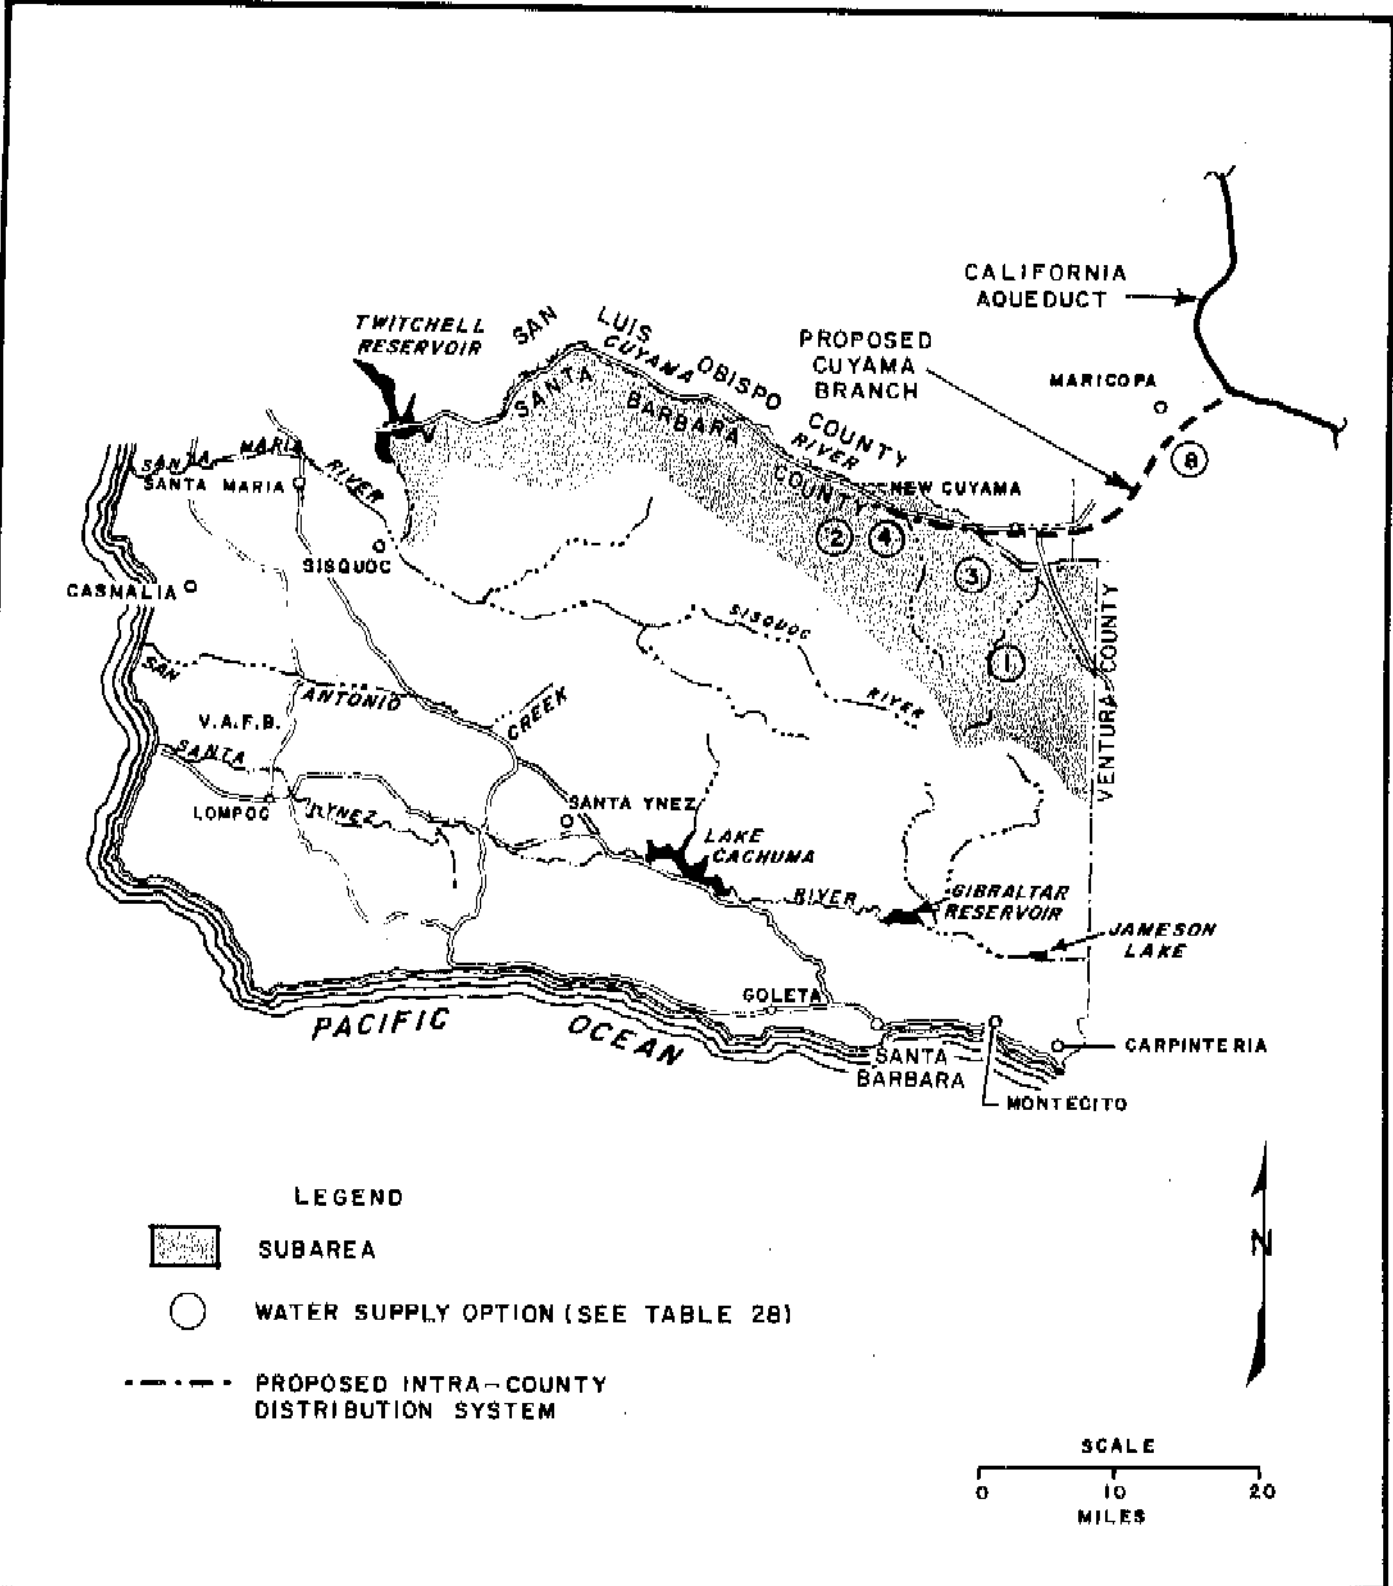 CALIFORNIA
AQUEDUCT
TWITCHELL
RESERVOIR
SAN LUIS OBISPO COUNTY
CUYAMA RIVER
SANTA BARBARA COUNTY
PROPOSED
CUYAMA
BRANCH
MARICOPA
8
SANTA MARIA RIVER
SANTA MARIA
NEW CUYAMA
2
4
3
1
SISQUOC
CASMALIA
SISQUOC RIVER
VENTURA COUNTY
SAN ANTONIO CREEK
V.A.F.B.
SANTA YNEZ RIVER
LOMPOC
SANTA YNEZ
LAKE
CACHUMA
GIBRALTAR
RESERVOIR
JAMESON
LAKE
GOLETA
PACIFIC OCEAN
SANTA
BARBARA
CARPINTERIA
MONTECITO
LEGEND
SUBAREA
WATER SUPPLY OPTION (SEE TABLE 28)
PROPOSED INTRA-COUNTY
DISTRIBUTION SYSTEM
N
SCALE
0 10 20
MILES